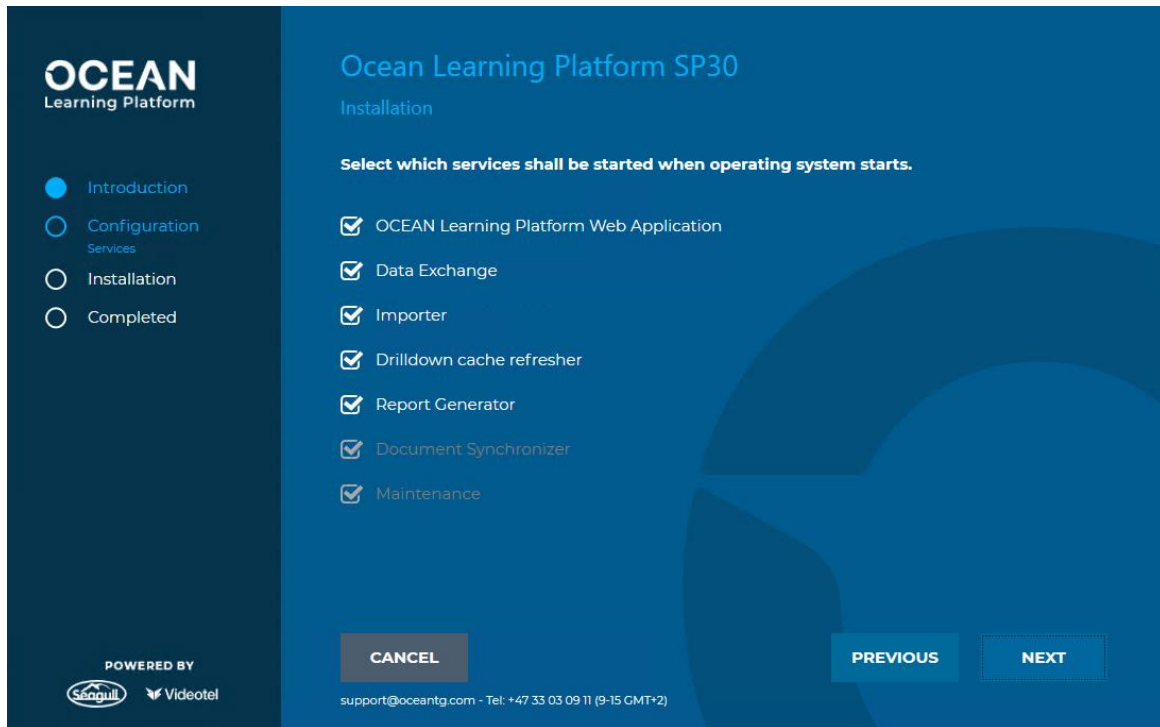 OCEAN
Learning Platform
Introduction
Configuration
Services
Installation
Completed
POWERED BY
Seagull Videotel
Ocean Learning Platform SP30
Installation
Select which services shall be started when operating system starts.
OCEAN Learning Platform Web Application
Data Exchange
Importer
Drilldown cache refresher
Report Generator
Document Synchronizer
Maintenance
CANCEL
PREVIOUS
NEXT
support@oceantg.com - Tel: +47 33 03 09 11 (9-15 GMT+2)